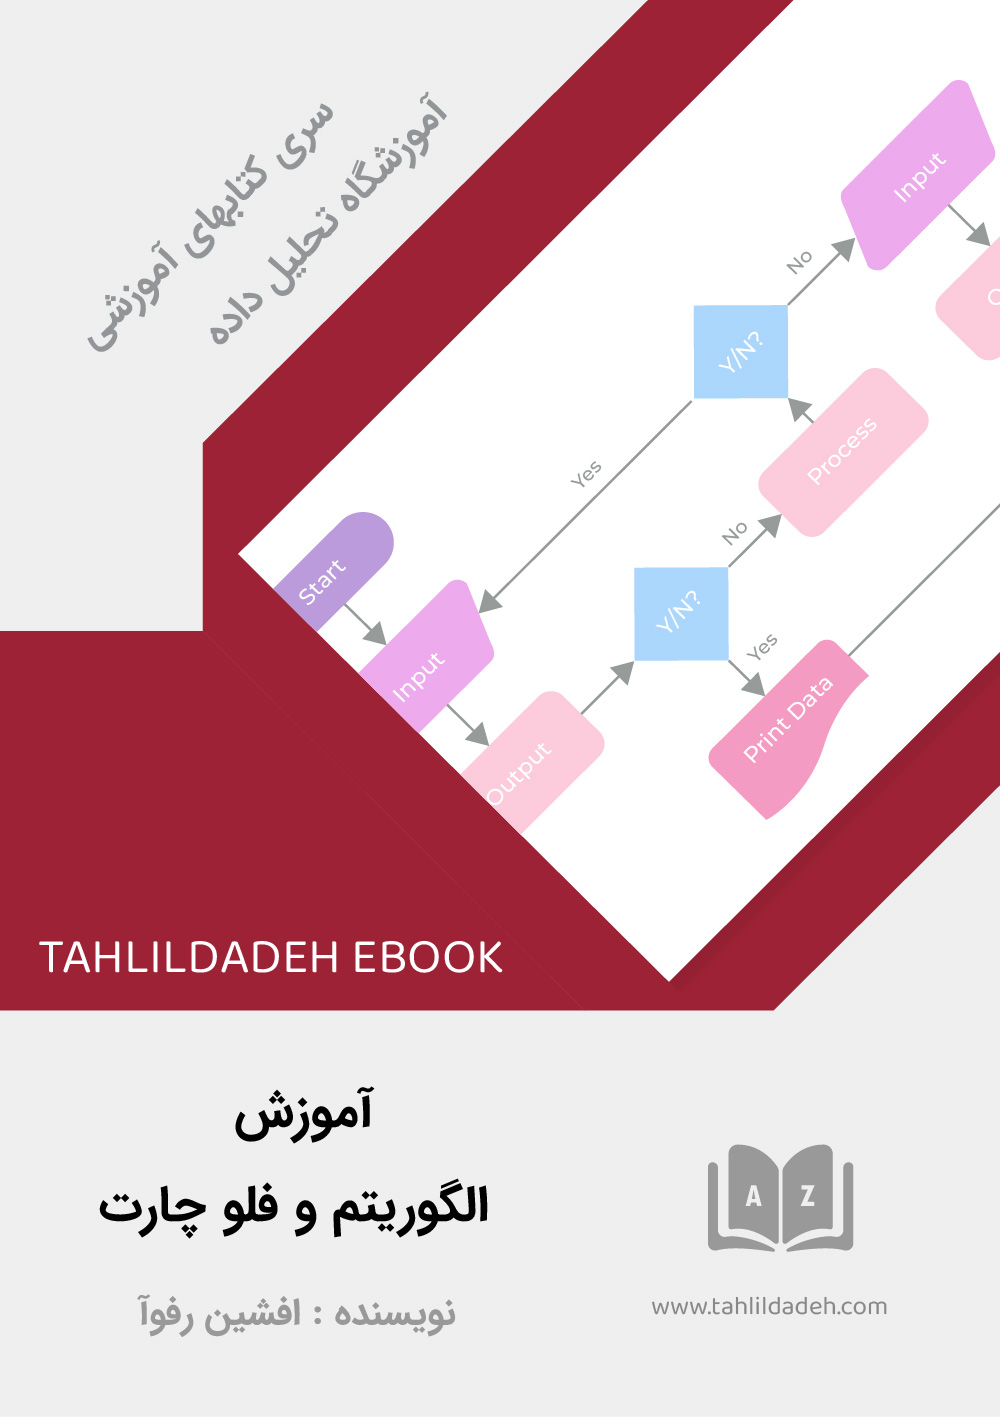 سری کتابهای آموزشی
آموزشگاه تحلیل داده
Input
No
Y/N?
Process
Yes
No
Start
Y/N?
Input
Yes
Print Data
Output
TAHLILDADEH EBOOK
آموزش
الگوریتم و فلو چارت
نویسنده : افشین رفوآ
A Z
www.tahlildadeh.com